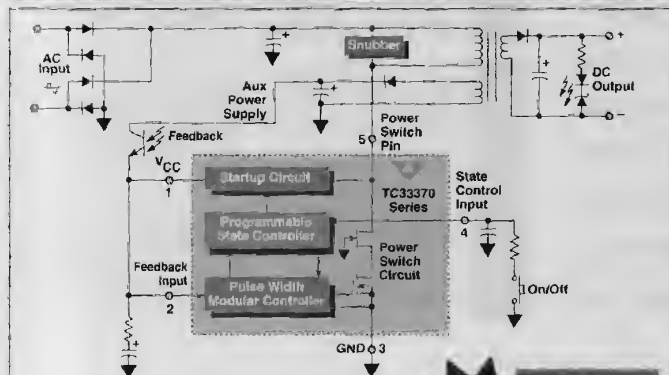 Snubber
AC
Input
DC
Output
Aux
Power
Supply
Feedback
Power
Switch
Pin
5
VCC
1
Startup Circuit
TC33370
Series
State
Control
Input
4
Programmable
State Controller
Power
Switch
Circuit
Feedback
Input
2
Pulse Width
Modular Controller
On/Off
GND 3
+
−